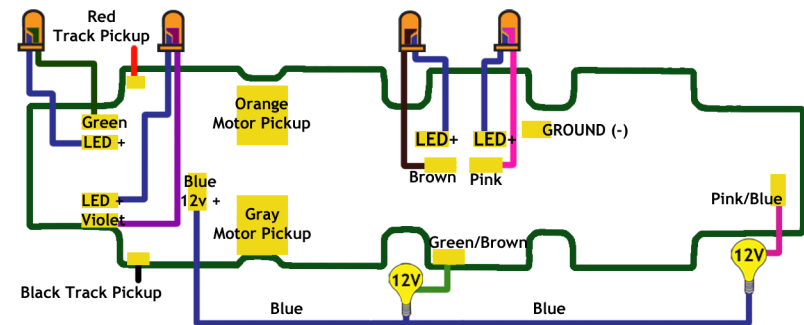 Red
Track Pickup
Orange
Motor Pickup
Green
LED +
LED+
LED+
GROUND (-)
Brown
Pink
Blue
12v +
LED +
Violet
Gray
Motor Pickup
Pink/Blue
Green/Brown
12V
12V
Black Track Pickup
Blue
Blue